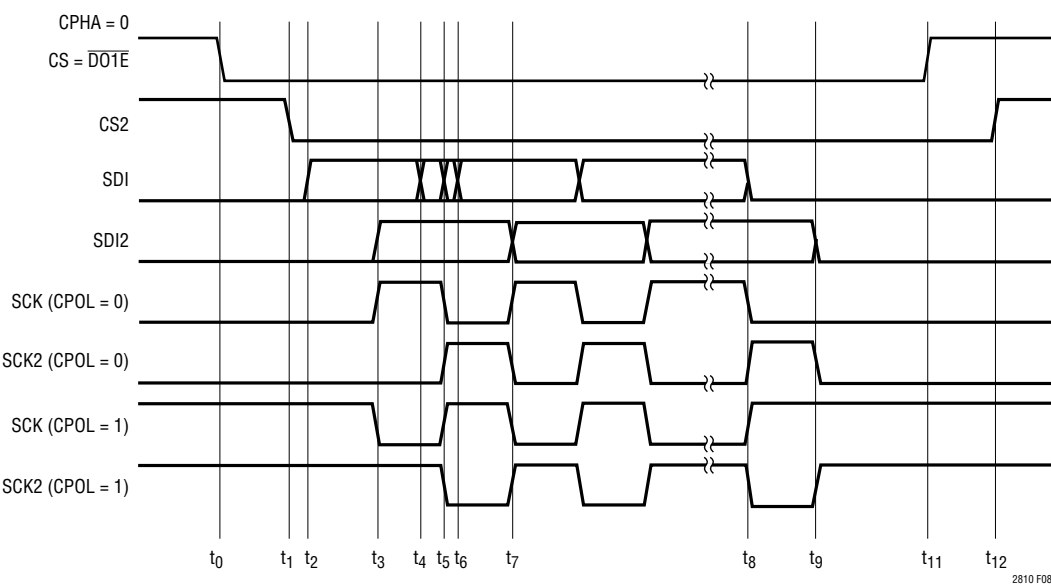 CPHA = 0
CS = D̅O̅1̅E̅
CS2
SDI
SDI2
SCK (CPOL = 0)
SCK2 (CPOL = 0)
SCK (CPOL = 1)
SCK2 (CPOL = 1)
t0 t1 t2 t3 t4 t5 t6 t7 t8 t9 t11 t12
2810 F08